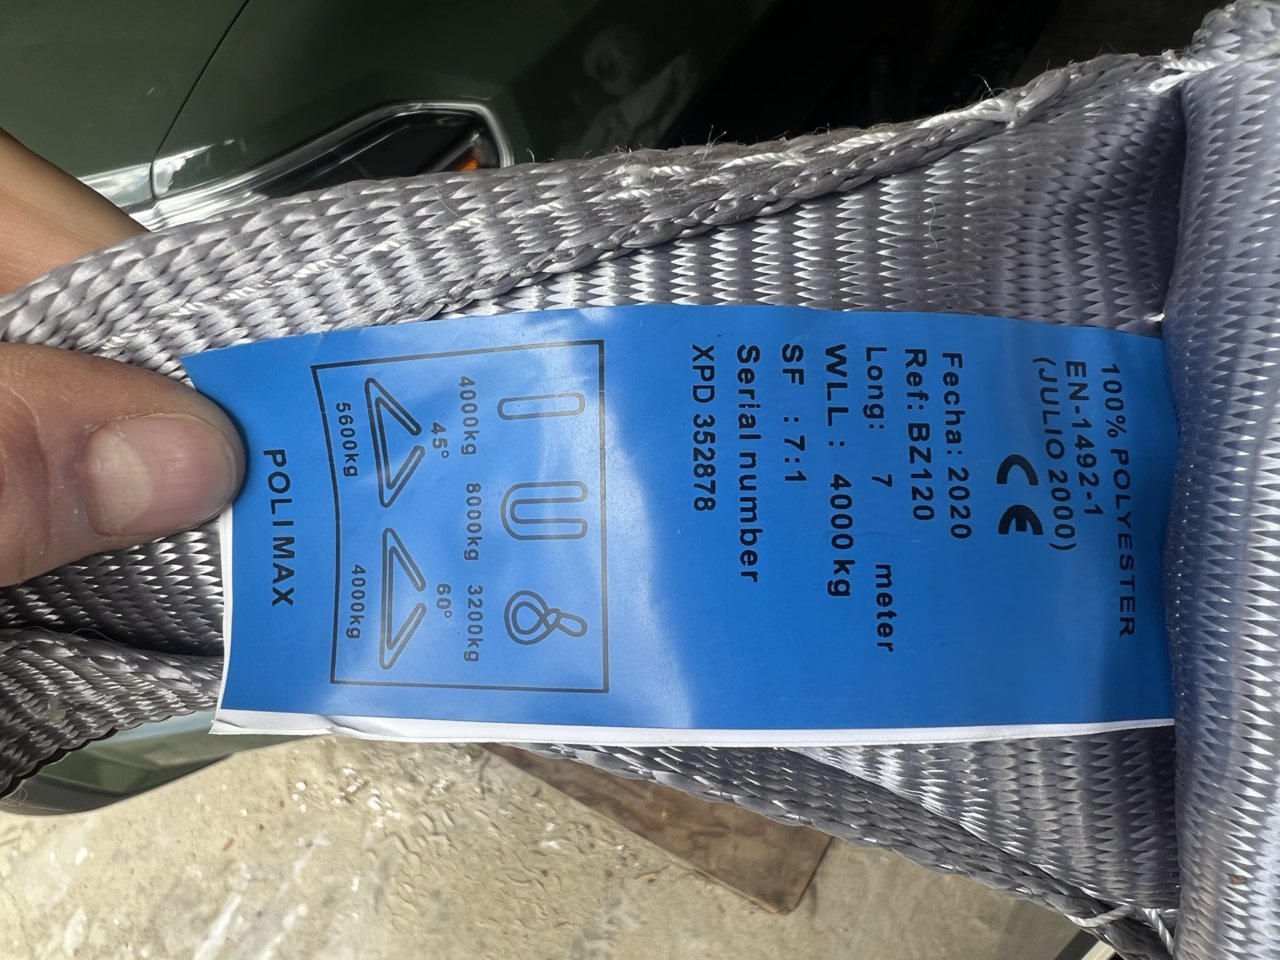 100% POLYESTER
EN-1492-1
(JULIO 2000)
CE
Fecha: 2020
Ref: BZ120
Long: 7 meter
WLL : 4000 kg
SF : 7:1
Serial number
XPD 352878
4000kg 8000kg 3200kg
45° 60°
5600kg 4000kg
POLIMAX